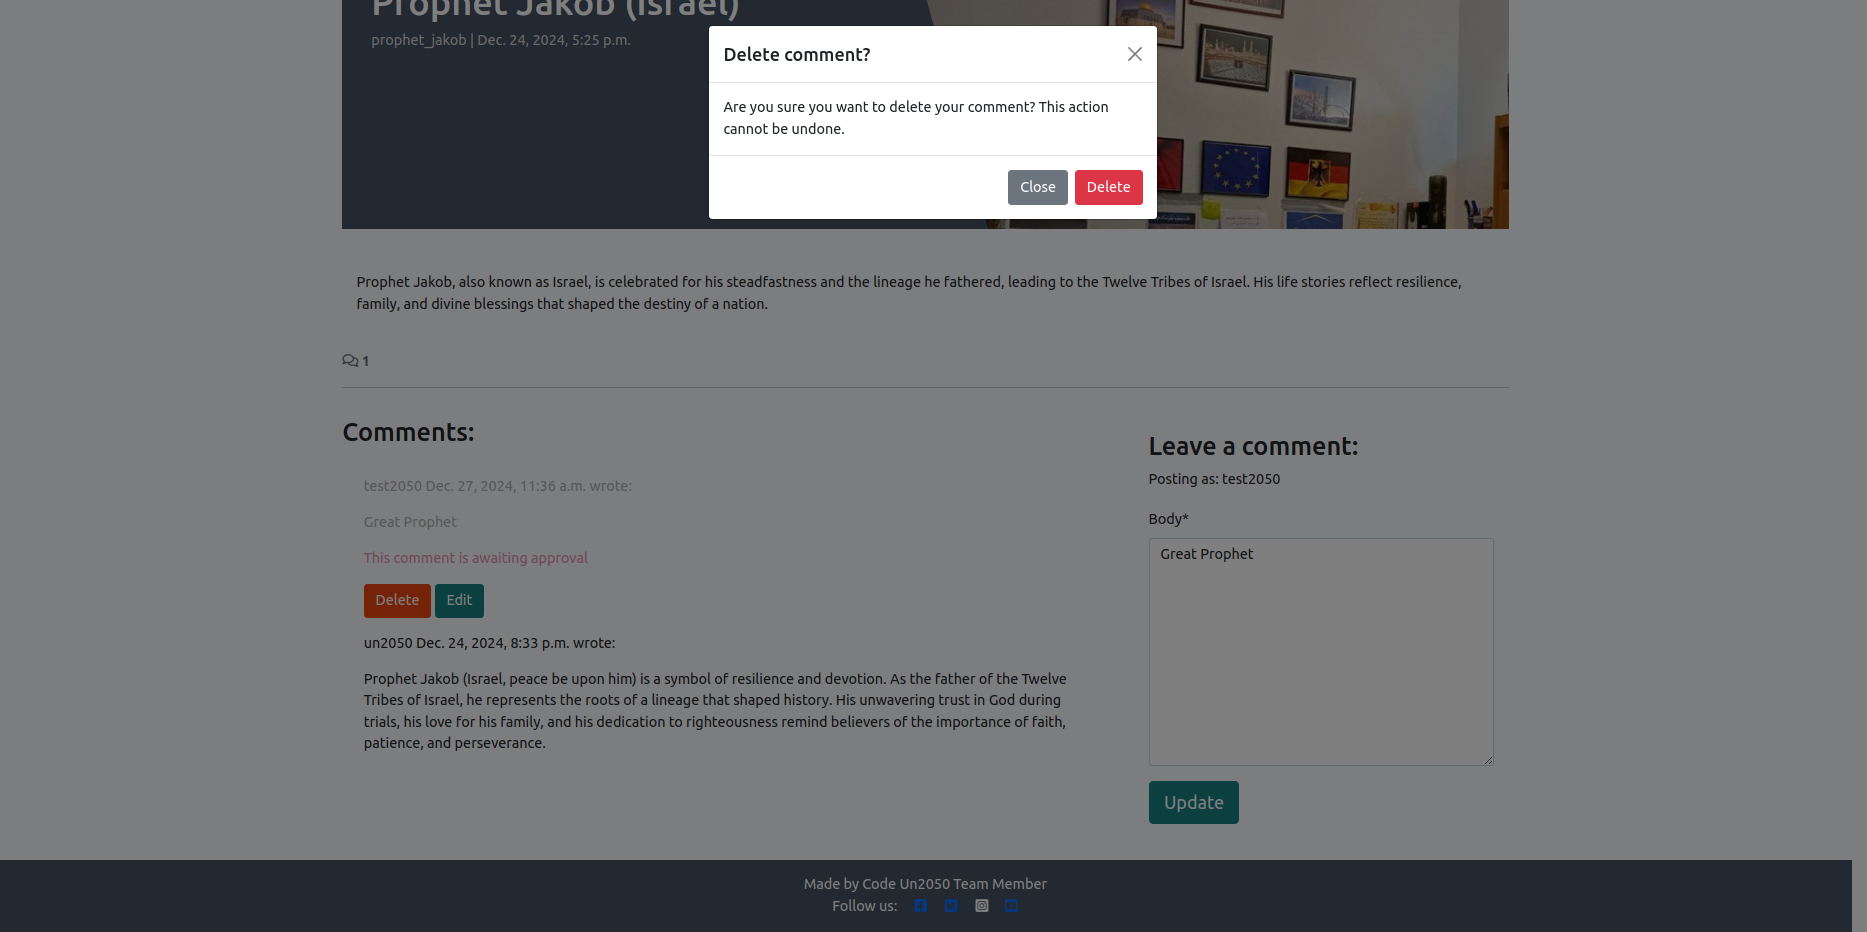 Prophet Jakob (Israel)
prophet_jakob | Dec. 24, 2024, 5:25 p.m.
Delete comment?
Are you sure you want to delete your comment? This action
cannot be undone.
Close
Delete
Prophet Jakob, also known as Israel, is celebrated for his steadfastness and the lineage he fathered, leading to the Twelve Tribes of Israel. His life stories reflect resilience,
family, and divine blessings that shaped the destiny of a nation.
1
Comments:
test2050 Dec. 27, 2024, 11:36 a.m. wrote:
Great Prophet
This comment is awaiting approval
Delete
Edit
un2050 Dec. 24, 2024, 8:33 p.m. wrote:
Prophet Jakob (Israel, peace be upon him) is a symbol of resilience and devotion. As the father of the Twelve
Tribes of Israel, he represents the roots of a lineage that shaped history. His unwavering trust in God during
trials, his love for his family, and his dedication to righteousness remind believers of the importance of faith,
patience, and perseverance.
Leave a comment:
Posting as: test2050
Body*
Great Prophet
Update
Made by Code Un2050 Team Member
Follow us: